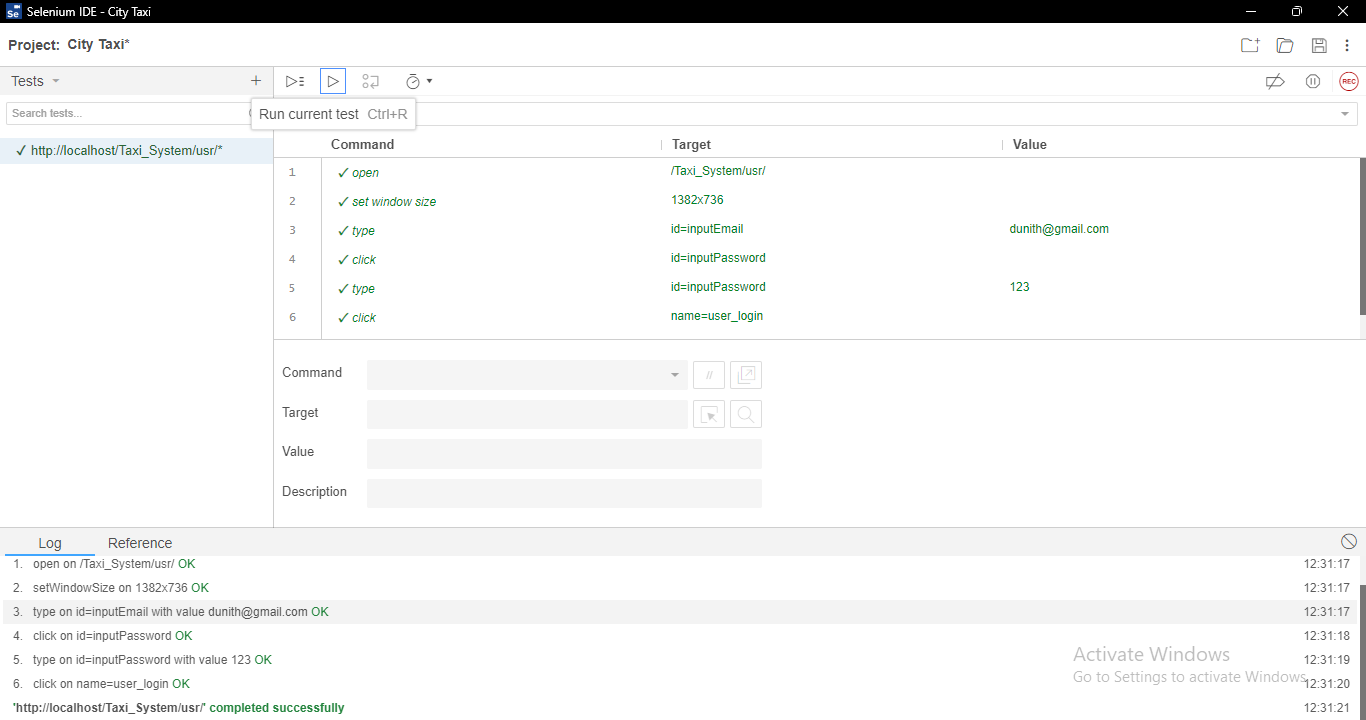 Selenium IDE - City Taxi
Project: City Taxi*
Tests
Search tests...
Run current test Ctrl+R
REC
✓ http://localhost/Taxi_System/usr/*
Command Target Value
1 ✓ open /Taxi_System/usr/
2 ✓ set window size 1382x736
3 ✓ type id=inputEmail dunith@gmail.com
4 ✓ click id=inputPassword
5 ✓ type id=inputPassword 123
6 ✓ click name=user_login
Command //
Target
Value
Description
Log Reference
1. open on /Taxi_System/usr/ OK 12:31:17
2. setWindowSize on 1382x736 OK 12:31:17
3. type on id=inputEmail with value dunith@gmail.com OK 12:31:17
4. click on id=inputPassword OK 12:31:18
5. type on id=inputPassword with value 123 OK 12:31:19
6. click on name=user_login OK 12:31:20
'http://localhost/Taxi_System/usr/' completed successfully 12:31:21
Activate Windows
Go to Settings to activate Windows.